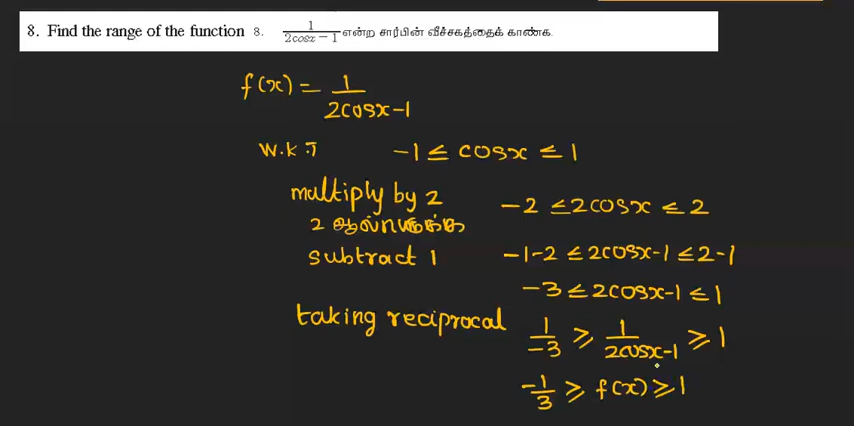 8. Find the range of the function 8. 1/(2cosx − 1) என்ற சார்பின் வீச்சகத்தைக் காண்க.
f(x) = 1/(2cosx-1)
W.K.T -1 ≤ cosx ≤ 1
multiply by 2 -2 ≤ 2cosx ≤ 2
2 ஆல்
subtract 1 -1-2 ≤ 2cosx-1 ≤ 2-1
-3 ≤ 2cosx-1 ≤ 1
taking reciprocal 1/-3 ≥ 1/(2cosx-1) ≥ 1
-1/3 ≥ f(x) ≥ 1